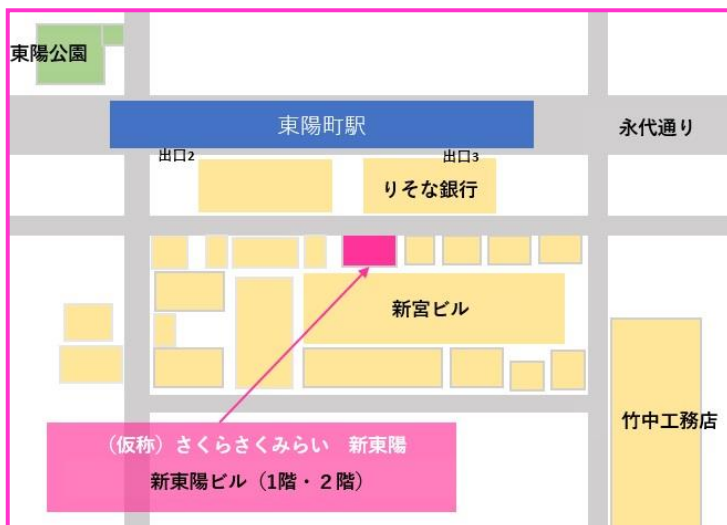 東陽公園
東陽町駅
永代通り
出口2
出口3
りそな銀行
新宮ビル
竹中工務店
（仮称）さくらさくみらい　新東陽
新東陽ビル（1階・２階）